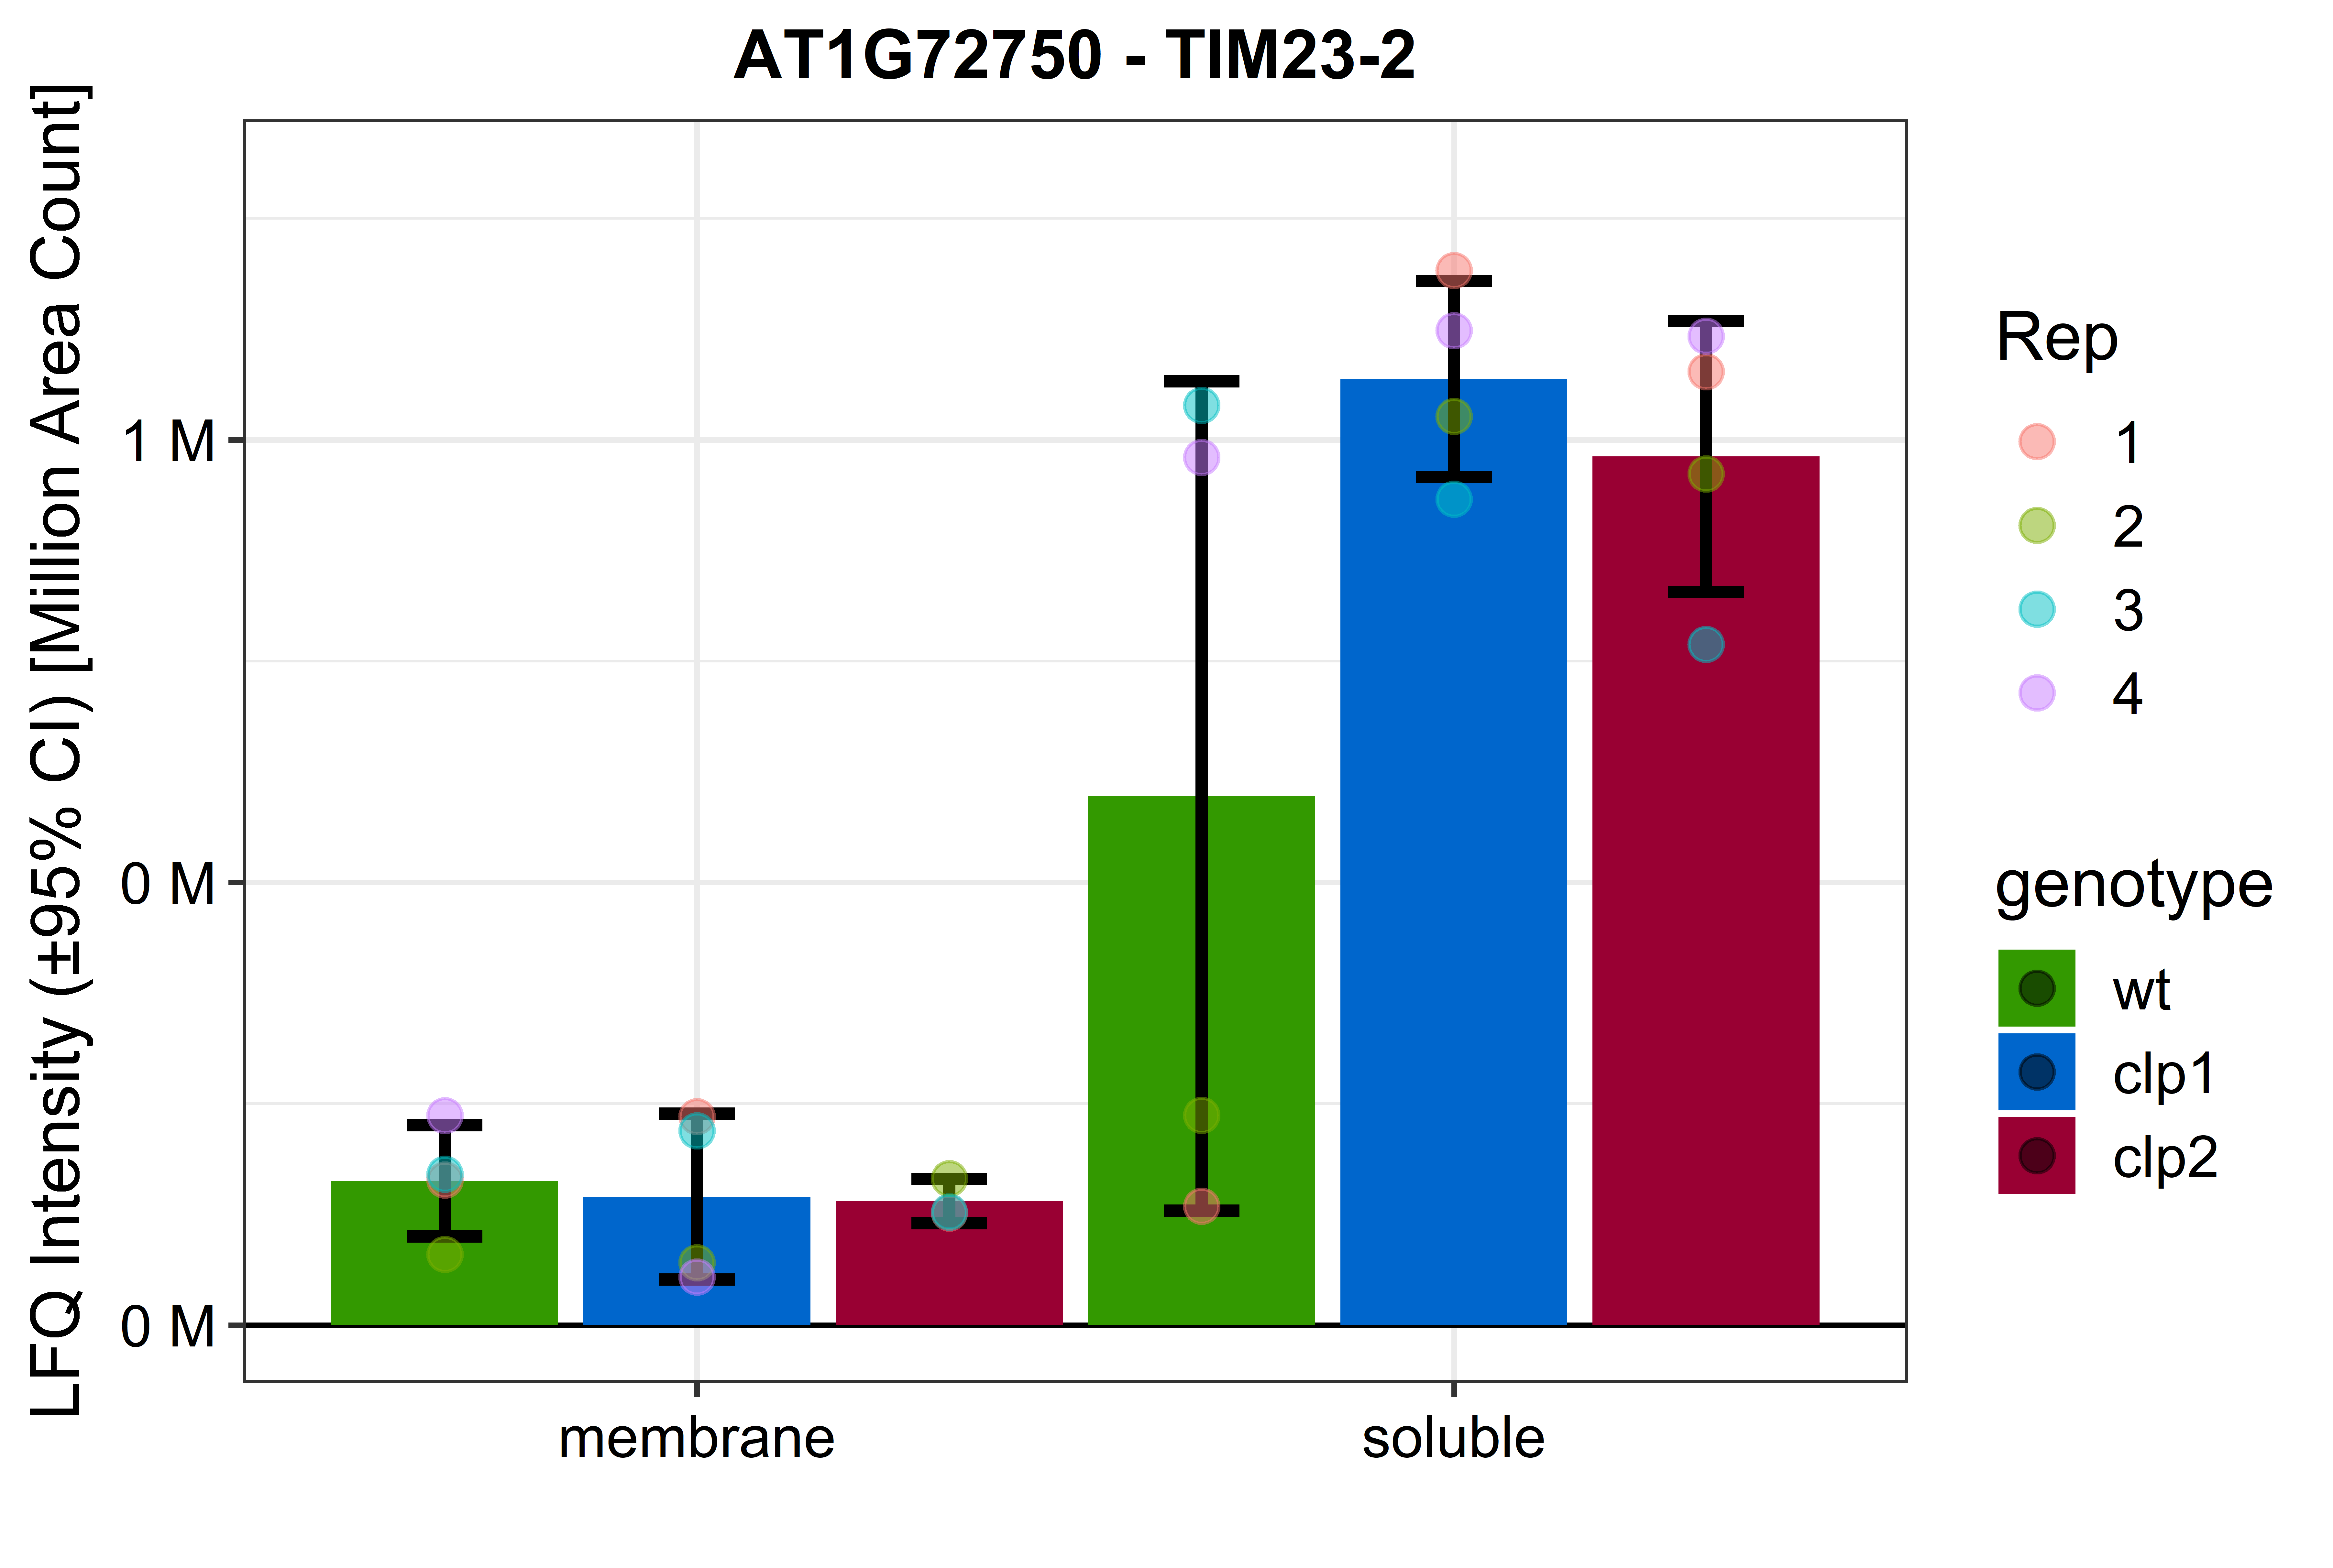 AT1G72750 - TIM23-2
LFQ Intensity (±95% CI) [Million Area Count]
1 M
0 M
0 M
membrane
soluble
Rep
1
2
3
4
genotype
wt
clp1
clp2